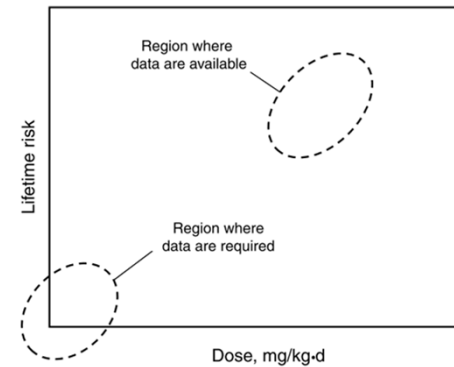 Region where
data are available
Lifetime risk
Region where
data are required
Dose, mg/kg•d